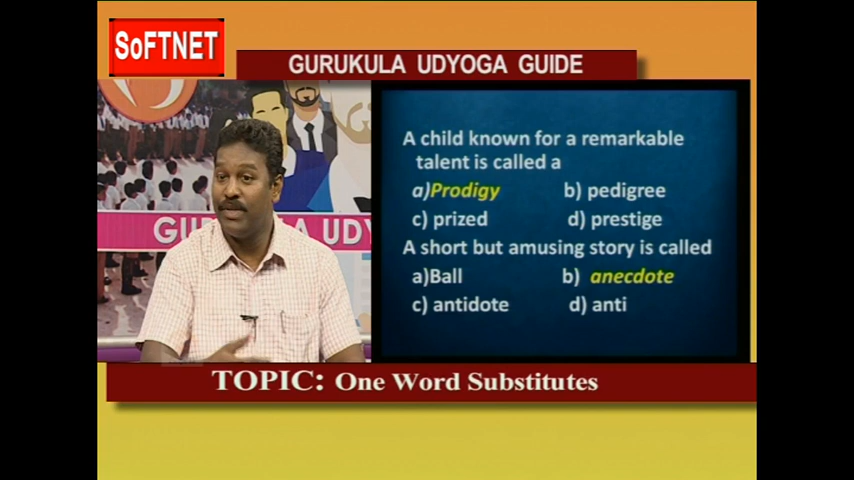 SoFTNET
GURUKULA UDYOGA GUIDE
A child known for a remarkable
talent is called a
a)Prodigy b) pedigree
c) prized d) prestige
A short but amusing story is called
a)Ball b) anecdote
c) antidote d) anti
TOPIC: One Word Substitutes